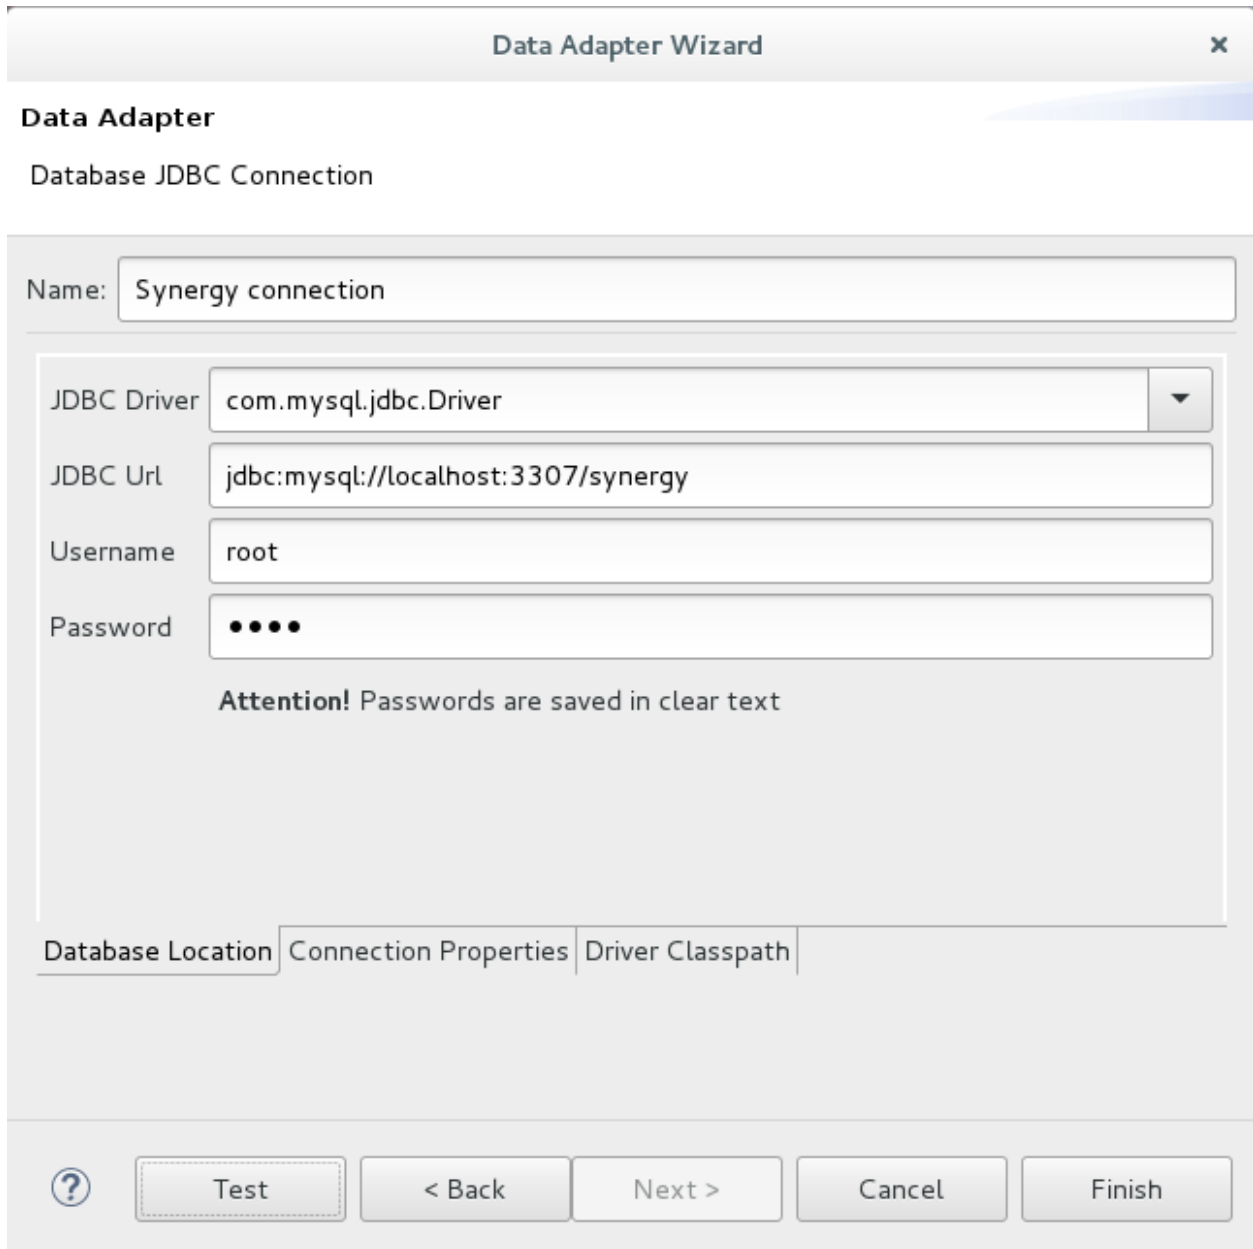 Data Adapter Wizard ×
Data Adapter
Database JDBC Connection
Name: Synergy connection
JDBC Driver com.mysql.jdbc.Driver
JDBC Url jdbc:mysql://localhost:3307/synergy
Username root
Password ●●●●
Attention! Passwords are saved in clear text
Database Location Connection Properties Driver Classpath
? Test < Back Next > Cancel Finish